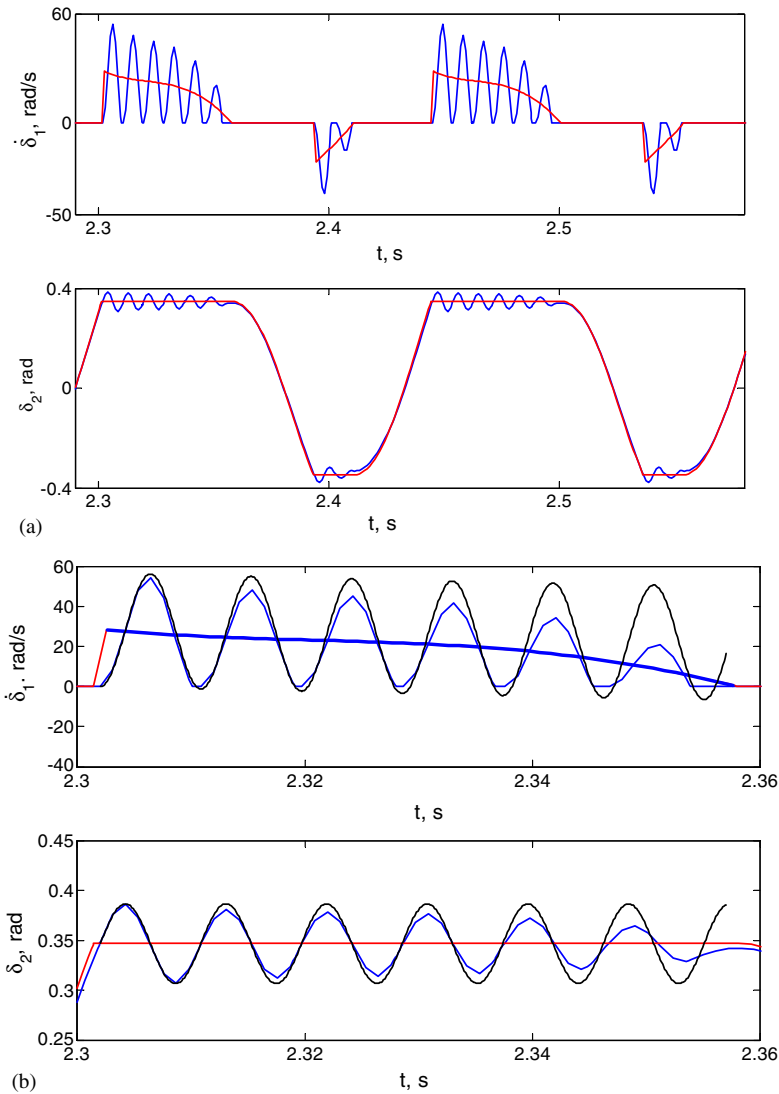 60
0
-50
δ̇₁, rad/s
2.3 2.4 2.5
t, s
0.4
0
-0.4
δ₂, rad
2.3 2.4 2.5
t, s
(a)
60
40
20
0
-20
-40
δ̇₁. rad/s
2.3 2.32 2.34 2.36
t, s
0.45
0.4
0.35
0.3
0.25
δ₂, rad
2.3 2.32 2.34 2.36
t, s
(b)